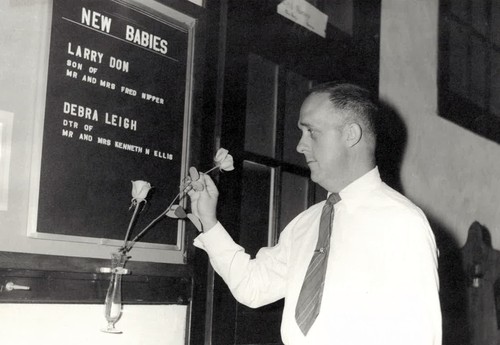 NEW BABIES
LARRY DON
SON OF
MR AND MRS FRED NIPPER
DEBRA LEIGH
DTR OF
MR AND MRS KENNETH N ELLIS